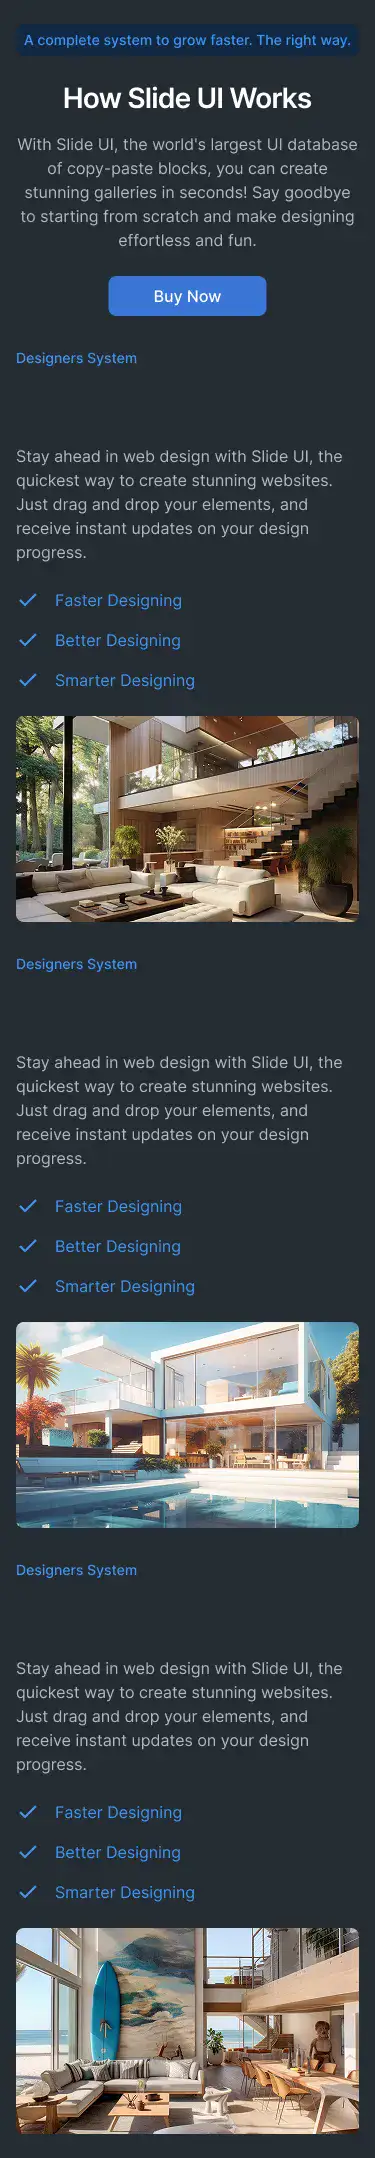 A complete system to grow faster. The right way.
How Slide UI Works
With Slide UI, the world's largest UI database
of copy-paste blocks, you can create
stunning galleries in seconds! Say goodbye
to starting from scratch and make designing
effortless and fun.
Buy Now
Designers System
Stay ahead in web design with Slide UI, the
quickest way to create stunning websites.
Just drag and drop your elements, and
receive instant updates on your design
progress.
Faster Designing
Better Designing
Smarter Designing
Designers System
Stay ahead in web design with Slide UI, the
quickest way to create stunning websites.
Just drag and drop your elements, and
receive instant updates on your design
progress.
Faster Designing
Better Designing
Smarter Designing
Designers System
Stay ahead in web design with Slide UI, the
quickest way to create stunning websites.
Just drag and drop your elements, and
receive instant updates on your design
progress.
Faster Designing
Better Designing
Smarter Designing